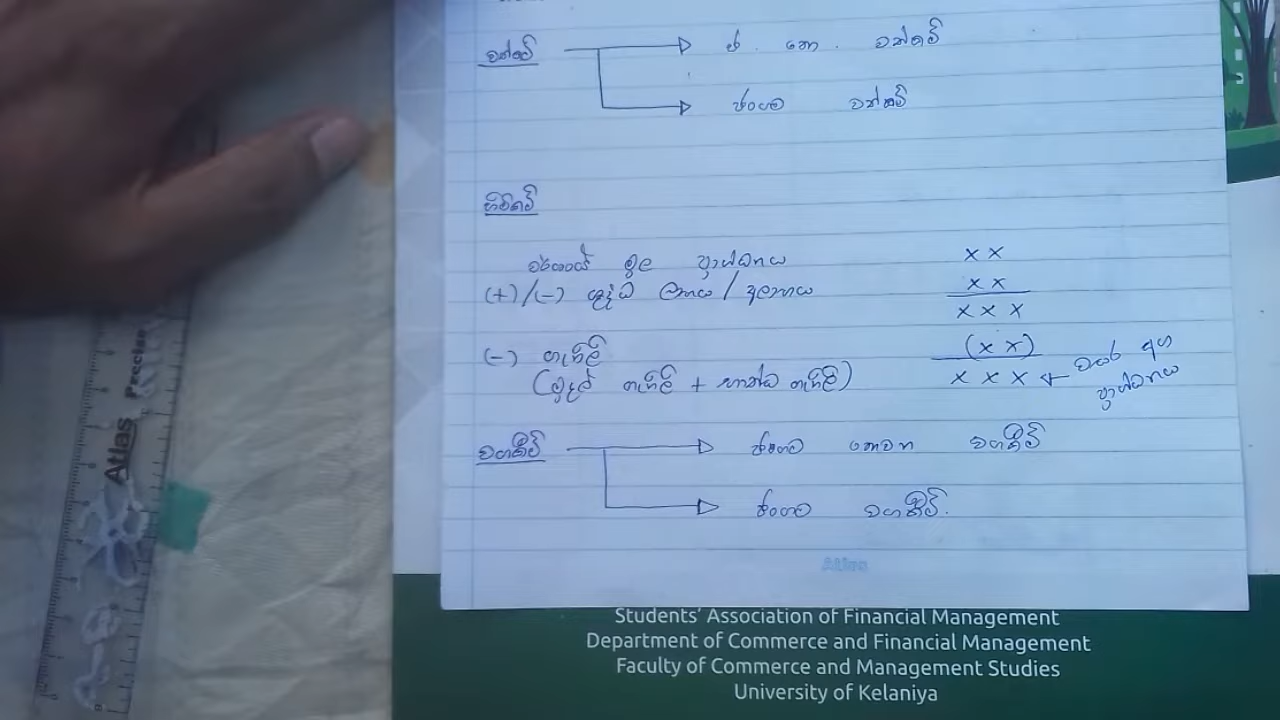 වත්කම් ජ. නො. වත්කම්
ජංගම වත්කම්
හිමිකම්
වර්ෂයේ මුල ප්‍රාග්ධනය x x
(+)/(-) ශුද්ධ ලාභය / අලාභය x x
x x x
(-) ගැනිලි (x x)
(මුදල් ගැනිලි + භාණ්ඩ ගැනිලි) x x x වසර අග ප්‍රාග්ධනය
වගකීම් ජංගම නොවන වගකීම්
ජංගම වගකීම්.
Atlas
Students' Association of Financial Management
Department of Commerce and Financial Management
Faculty of Commerce and Management Studies
University of Kelaniya
Atlas Precise